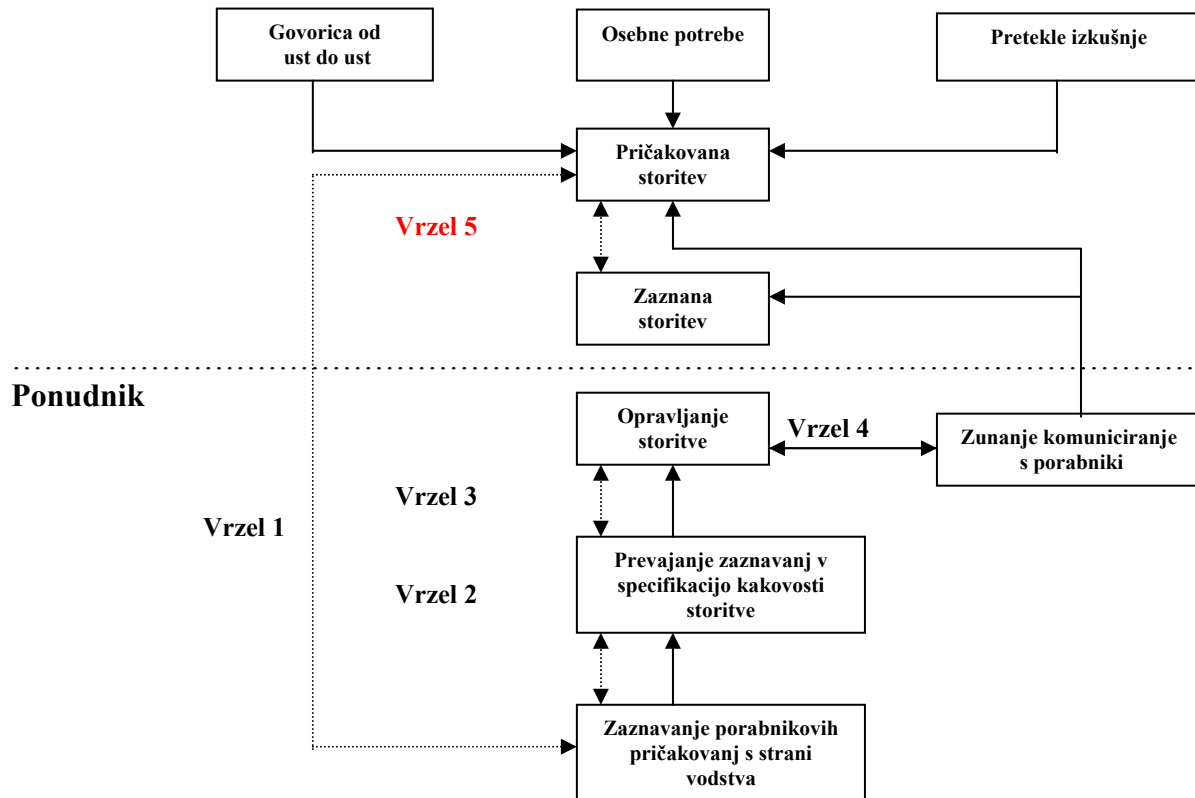 Govorica od
ust do ust
Osebne potrebe
Pretekle izkušnje
Pričakovana
storitev
Vrzel 5
Zaznana
storitev
Ponudnik
Opravljanje
storitve
Vrzel 4
Zunanje komuniciranje
s porabniki
Vrzel 3
Vrzel 1
Prevajanje zaznavanj v
specifikacijo kakovosti
storitve
Vrzel 2
Zaznavanje porabnikovih
pričakovanj s strani
vodstva